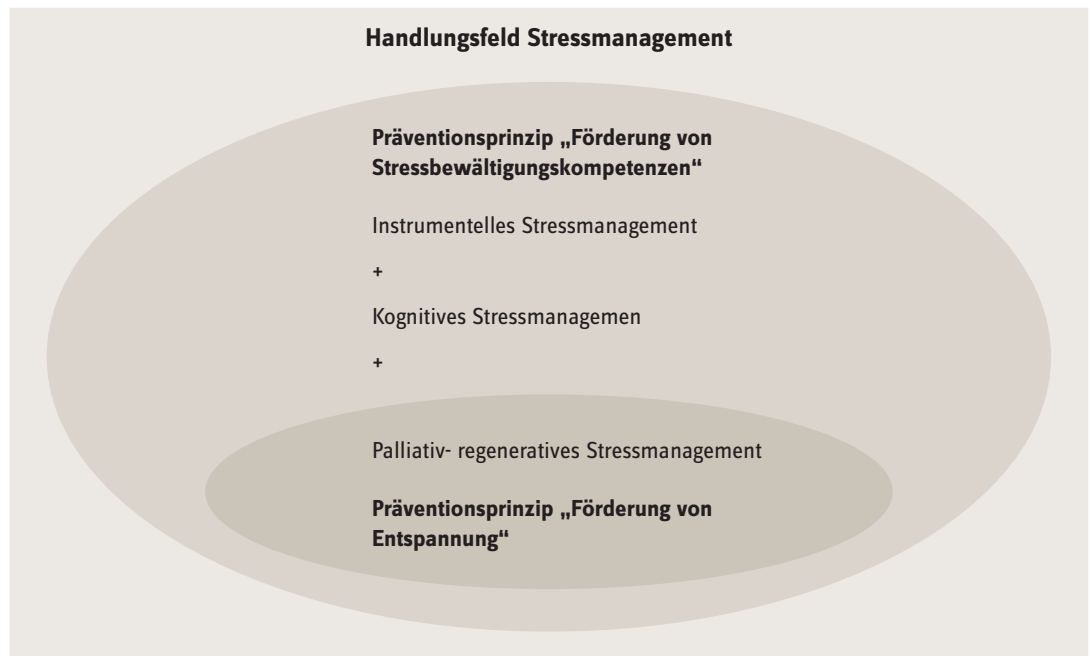 Handlungsfeld Stressmanagement
Präventionsprinzip „Förderung von
Stressbewältigungskompetenzen“
Instrumentelles Stressmanagement
+
Kognitives Stressmanagemen
+
Palliativ- regeneratives Stressmanagement
Präventionsprinzip „Förderung von
Entspannung“